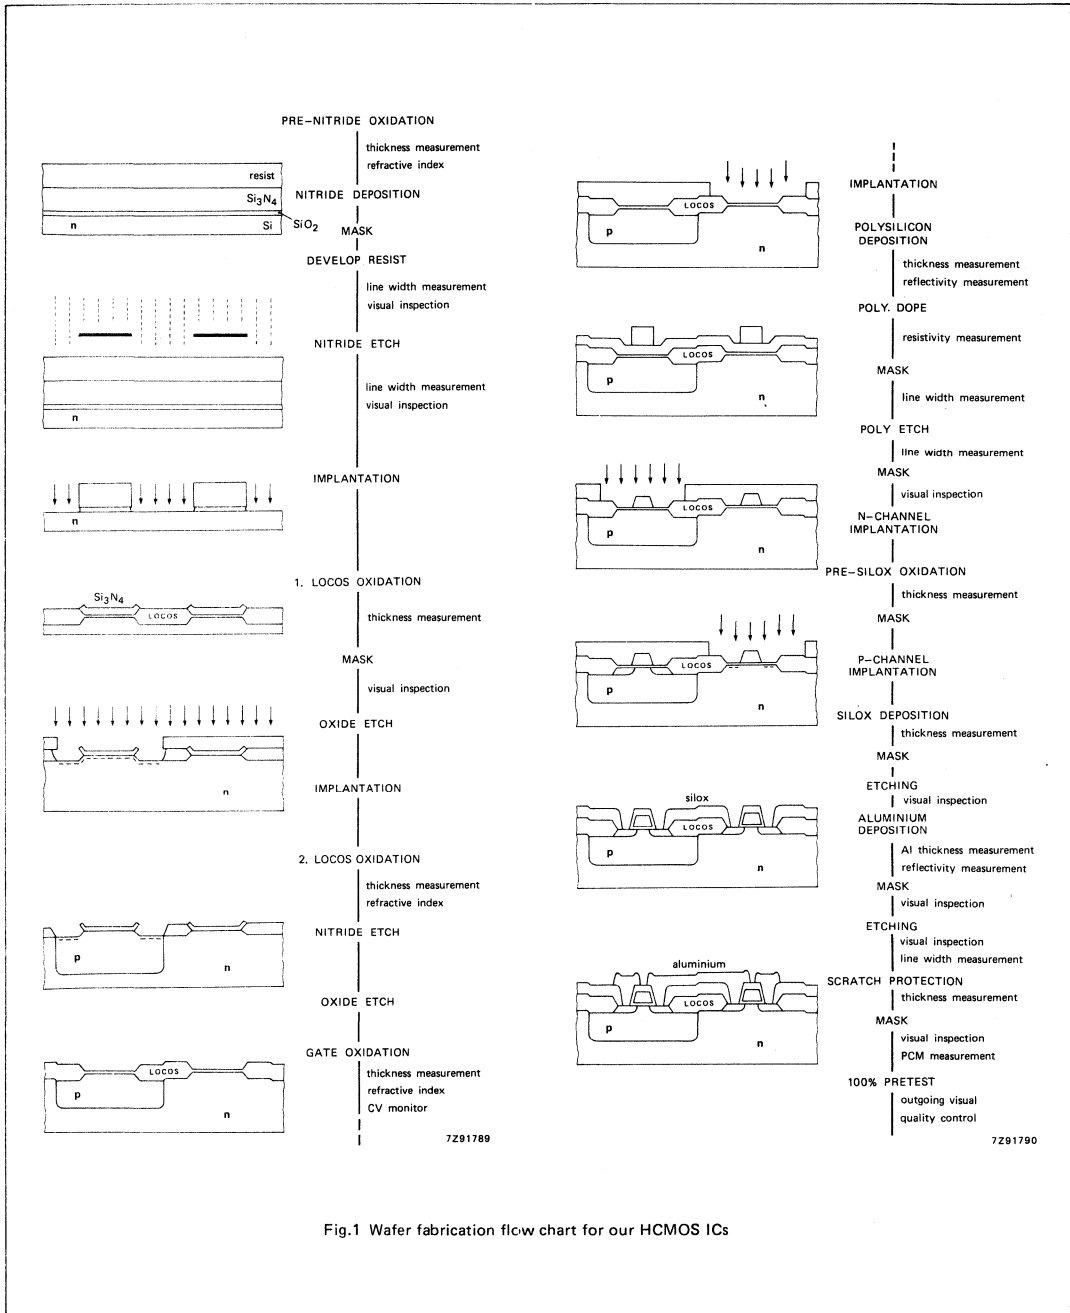 PRE-NITRIDE OXIDATION
thickness measurement
refractive index
resist
Si3N4
NITRIDE DEPOSITION
n
Si
SiO2
MASK
DEVELOP RESIST
line width measurement
visual inspection
NITRIDE ETCH
line width measurement
visual inspection
n
IMPLANTATION
n
1. LOCOS OXIDATION
Si3N4
LOCOS
thickness measurement
MASK
visual inspection
OXIDE ETCH
n
IMPLANTATION
2. LOCOS OXIDATION
thickness measurement
refractive index
NITRIDE ETCH
p
n
OXIDE ETCH
GATE OXIDATION
LOCOS
thickness measurement
p
refractive index
n
CV monitor
7Z91789
IMPLANTATION
LOCOS
p
n
POLYSILICON
DEPOSITION
thickness measurement
reflectivity measurement
POLY. DOPE
resistivity measurement
LOCOS
p
n
MASK
line width measurement
POLY ETCH
line width measurement
MASK
visual inspection
LOCOS
p
n
N-CHANNEL
IMPLANTATION
PRE-SILOX OXIDATION
thickness measurement
MASK
P-CHANNEL
IMPLANTATION
LOCOS
p
n
SILOX DEPOSITION
thickness measurement
MASK
ETCHING
visual inspection
silox
ALUMINIUM
DEPOSITION
LOCOS
p
n
Al thickness measurement
reflectivity measurement
MASK
visual inspection
ETCHING
visual inspection
line width measurement
aluminium
SCRATCH PROTECTION
thickness measurement
LOCOS
p
n
MASK
visual inspection
PCM measurement
100% PRETEST
outgoing visual
quality control
7Z91790
Fig.1 Wafer fabrication flow chart for our HCMOS ICs